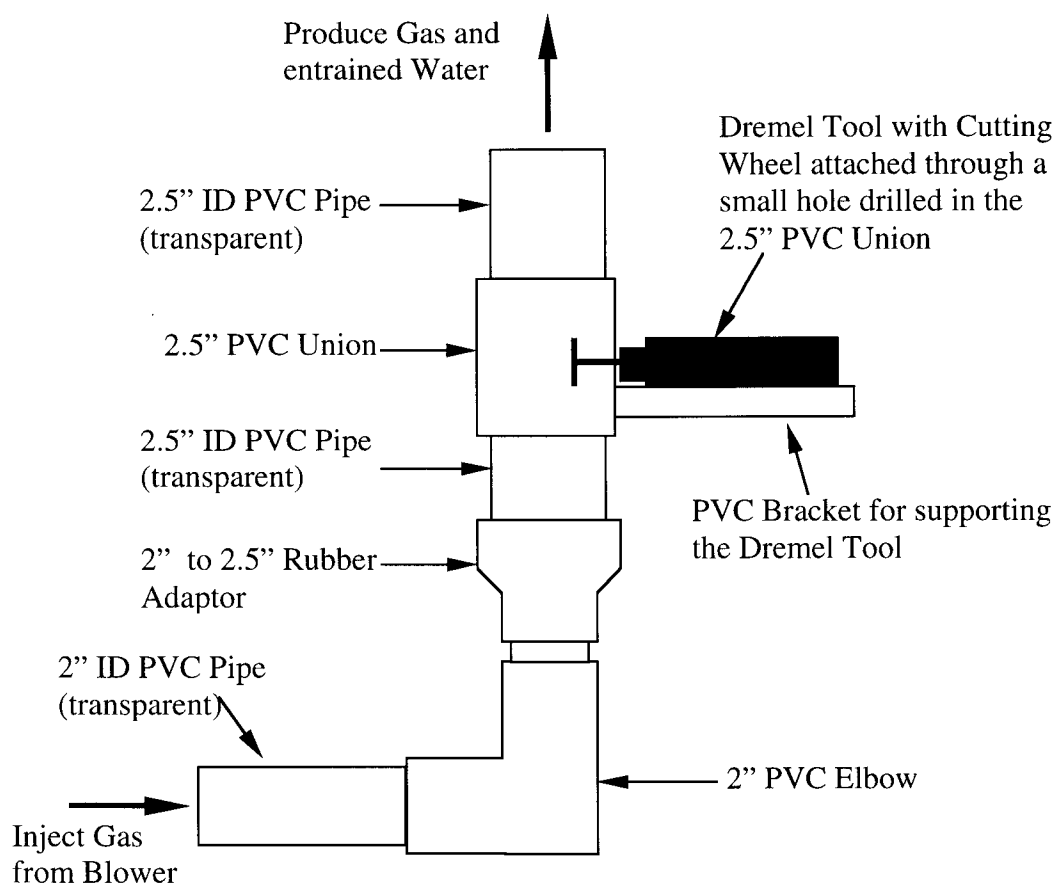 Produce Gas and
entrained Water
Dremel Tool with Cutting
Wheel attached through a
small hole drilled in the
2.5” PVC Union
2.5” ID PVC Pipe
(transparent)
2.5” PVC Union
2.5” ID PVC Pipe
(transparent)
PVC Bracket for supporting
the Dremel Tool
2” to 2.5” Rubber
Adaptor
2” ID PVC Pipe
(transparent)
2” PVC Elbow
Inject Gas
from Blower